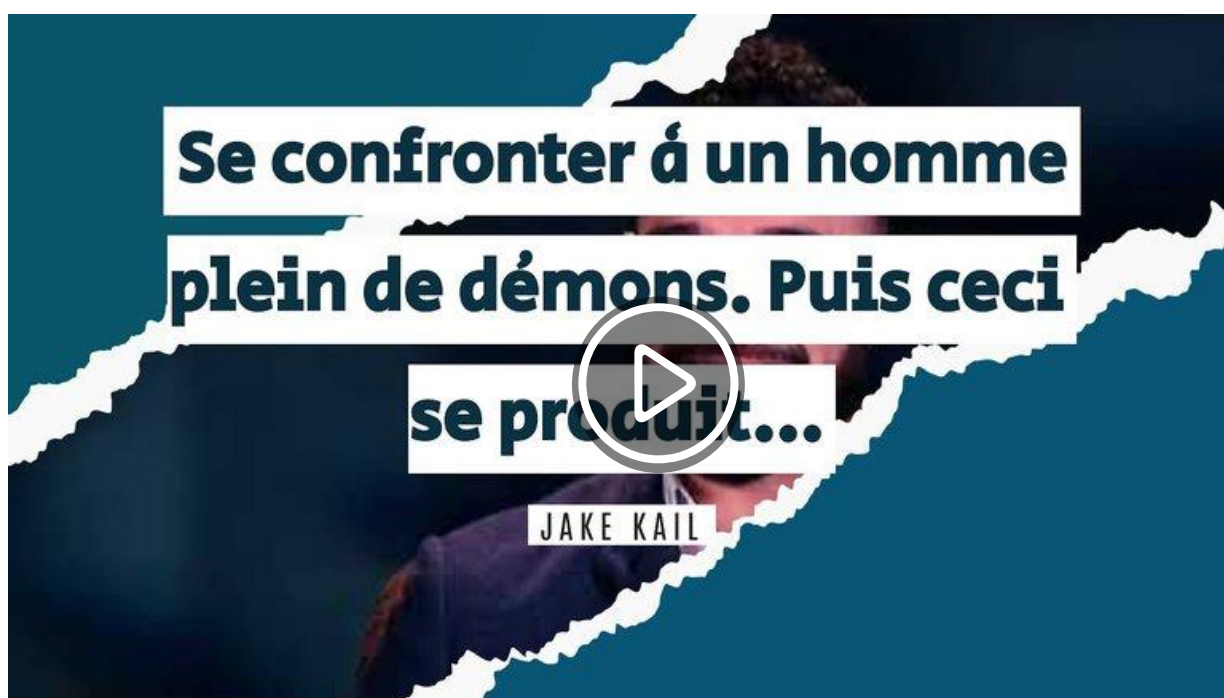 Se confronter á un homme
plein de démons. Puis ceci
se produit...
JAKE KAIL